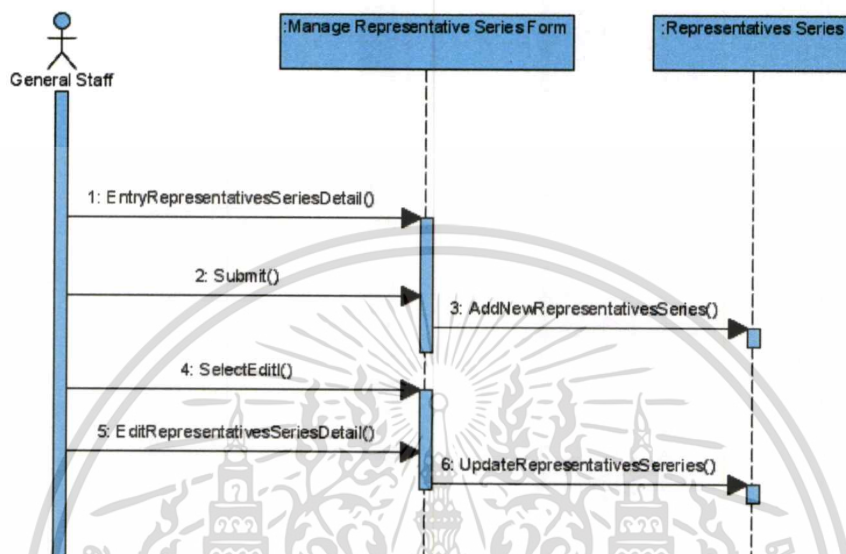 :Manage Representative Series Form
:Representatives Series
General Staff
1: EntryRepresentativesSeriesDetail()
2: Submit()
3: AddNewRepresentativesSeries()
4: SelectEditl()
5: EditRepresentativesSeriesDetail()
6: UpdateRepresentativesSereries()